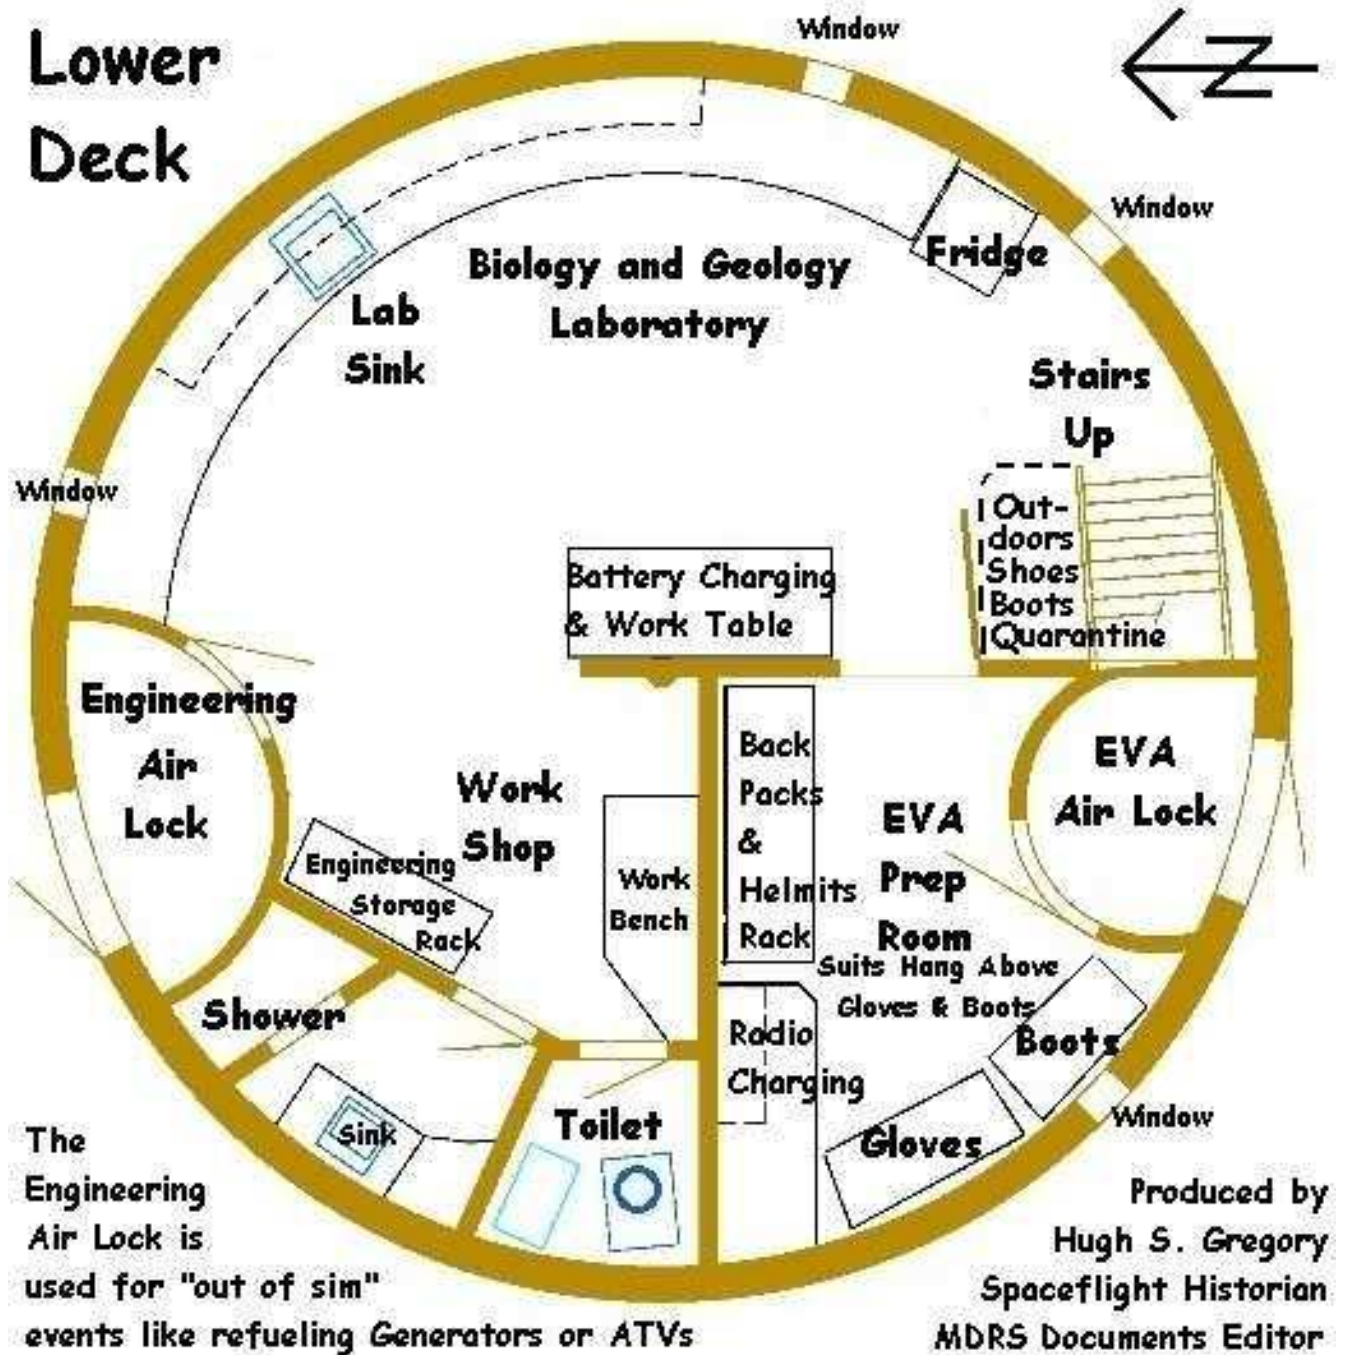 Lower
Deck
Window
N
Window
Fridge
Biology and Geology
Laboratory
Lab
Sink
Stairs
Up
Window
Out-
doors
Shoes
Boots
Quarantine
Battery Charging
& Work Table
Engineering
Air
Lock
Work
Shop
Engineering
Storage
Rack
Work
Bench
Back
Packs
&
Helmits
Rack
EVA
Prep
Room
Suits Hang Above
Gloves & Boots
EVA
Air Lock
Shower
Radio
Charging
Boots
Sink
Toilet
Gloves
Window
The
Engineering
Air Lock is
used for "out of sim"
events like refueling Generators or ATVs
Produced by
Hugh S. Gregory
Spaceflight Historian
MDRS Documents Editor